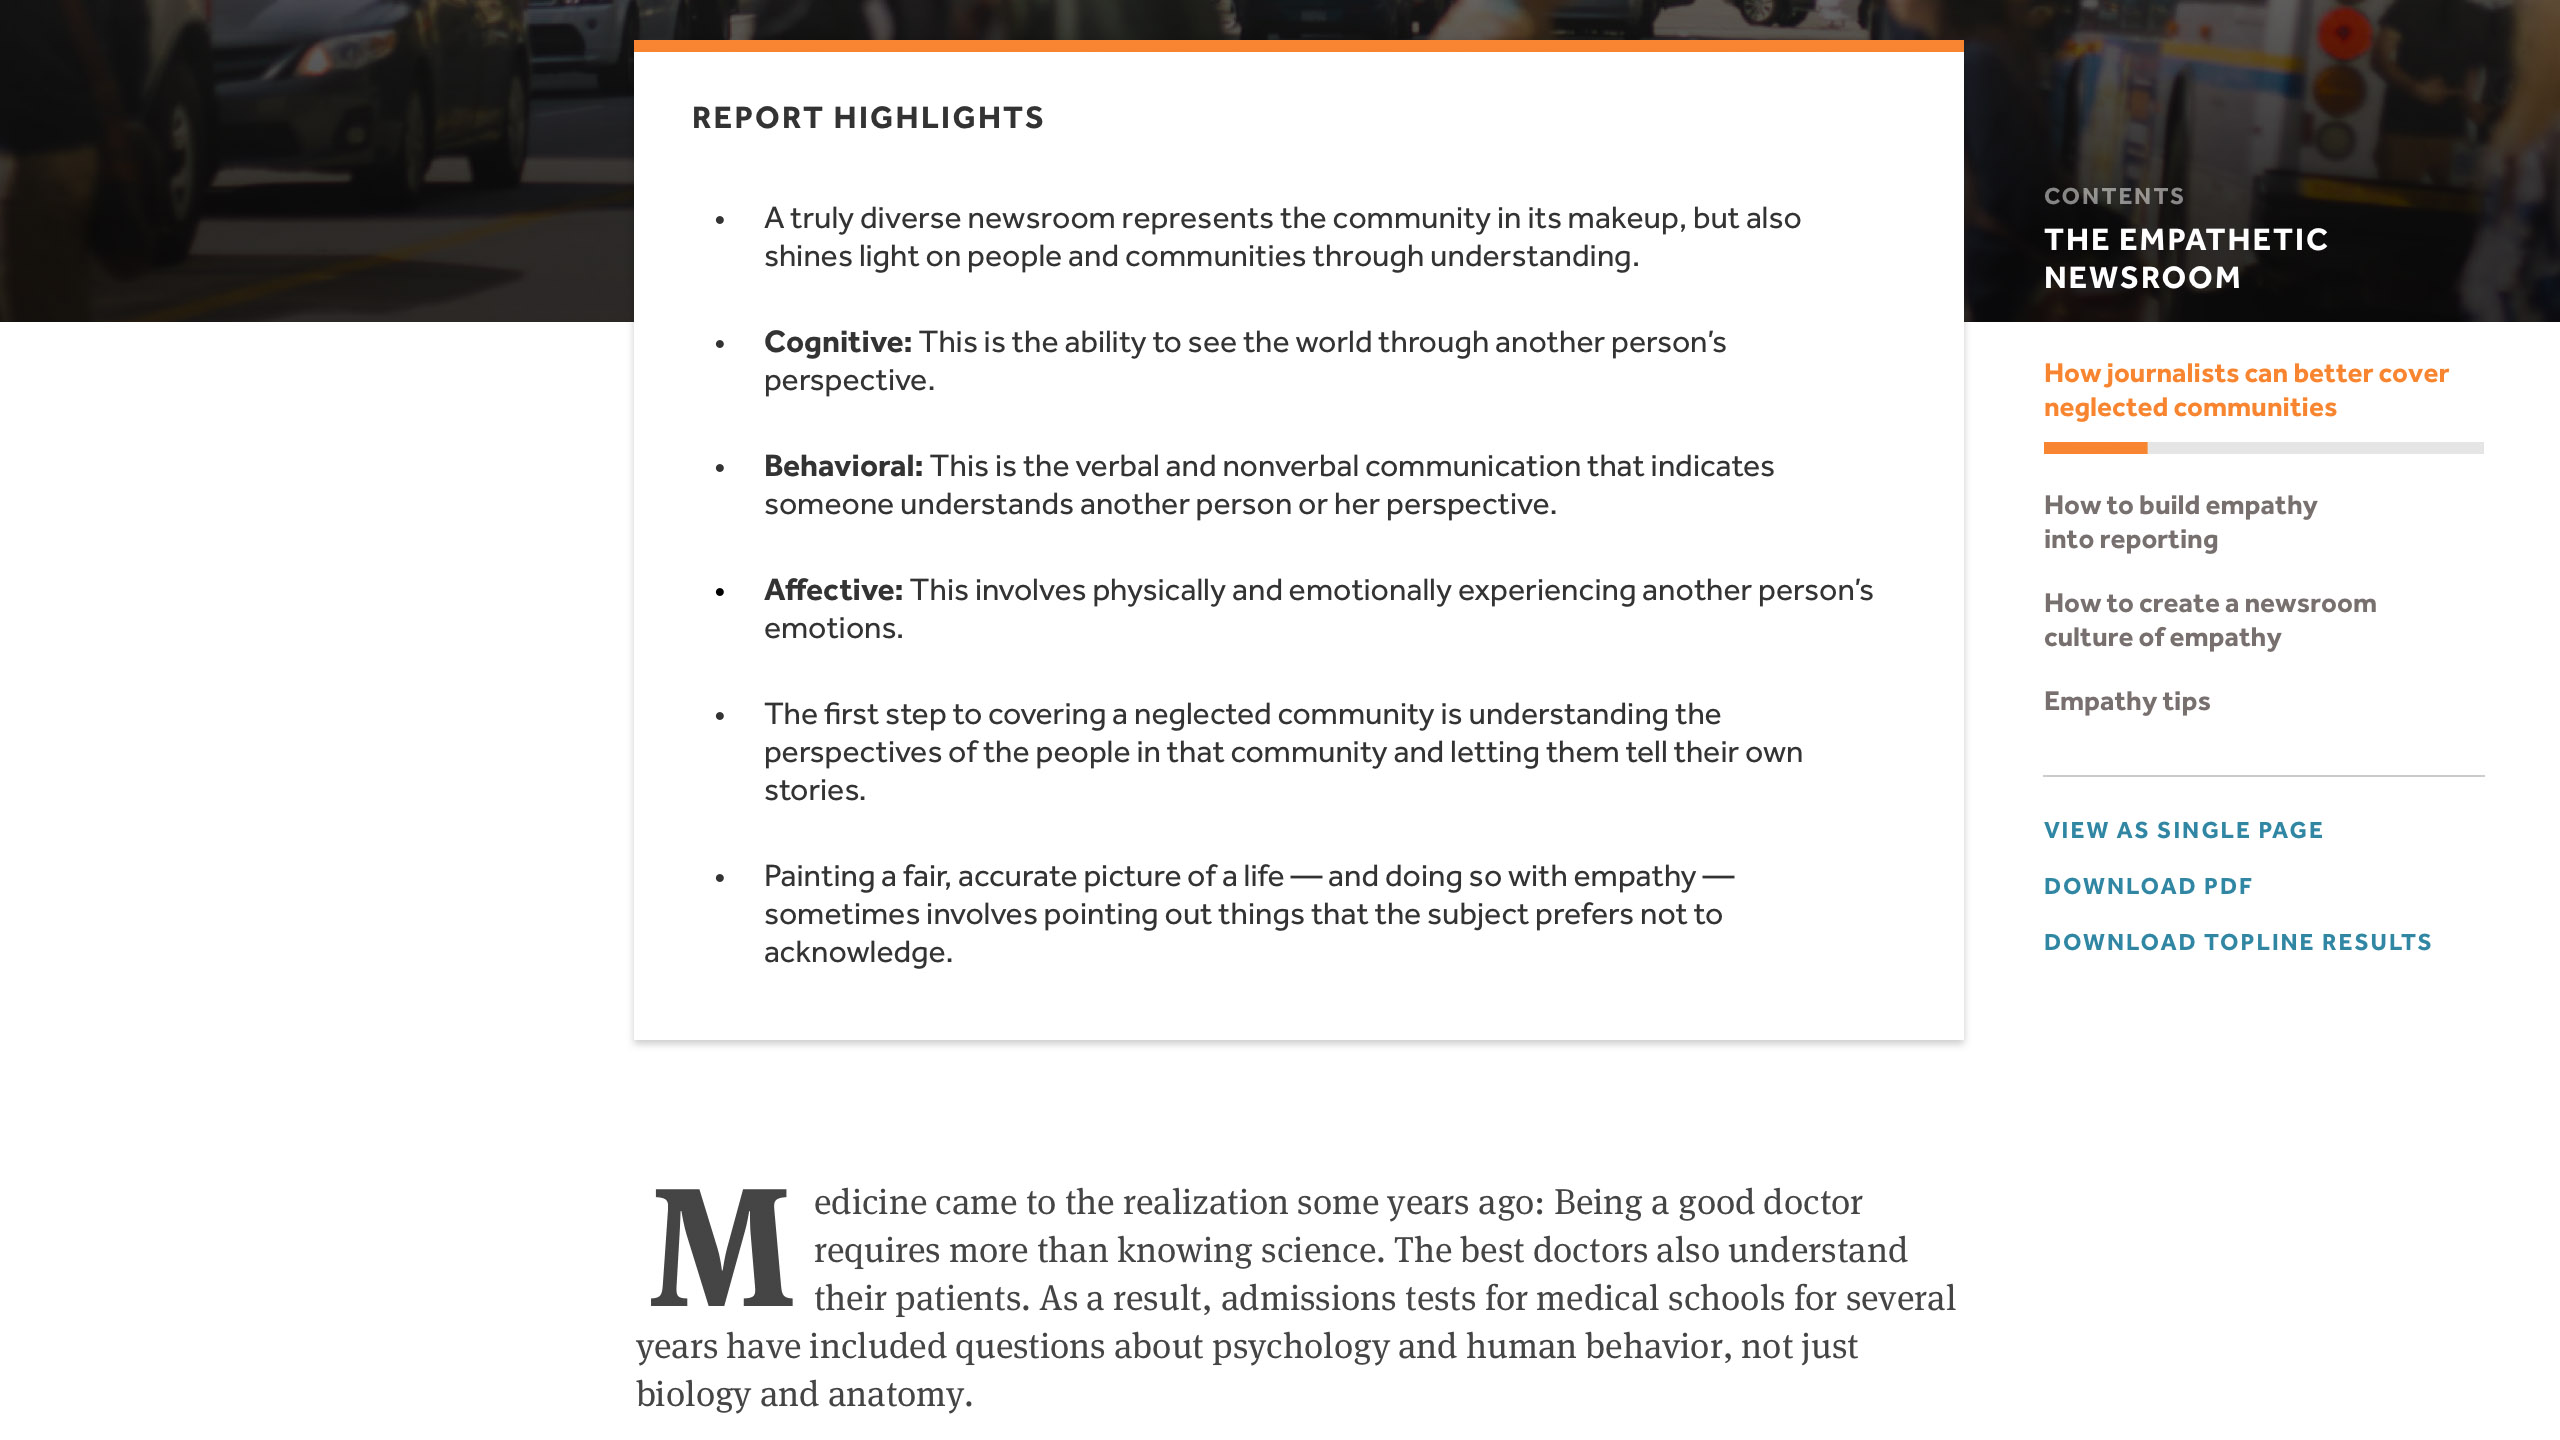 REPORT HIGHLIGHTS
• A truly diverse newsroom represents the community in its makeup, but also
shines light on people and communities through understanding.
• Cognitive: This is the ability to see the world through another person’s
perspective.
• Behavioral: This is the verbal and nonverbal communication that indicates
someone understands another person or her perspective.
• Affective: This involves physically and emotionally experiencing another person’s
emotions.
• The first step to covering a neglected community is understanding the
perspectives of the people in that community and letting them tell their own
stories.
• Painting a fair, accurate picture of a life — and doing so with empathy —
sometimes involves pointing out things that the subject prefers not to
acknowledge.
CONTENTS
THE EMPATHETIC
NEWSROOM
How journalists can better cover
neglected communities
How to build empathy
into reporting
How to create a newsroom
culture of empathy
Empathy tips
VIEW AS SINGLE PAGE
DOWNLOAD PDF
DOWNLOAD TOPLINE RESULTS
Medicine came to the realization some years ago: Being a good doctor
requires more than knowing science. The best doctors also understand
their patients. As a result, admissions tests for medical schools for several
years have included questions about psychology and human behavior, not just
biology and anatomy.